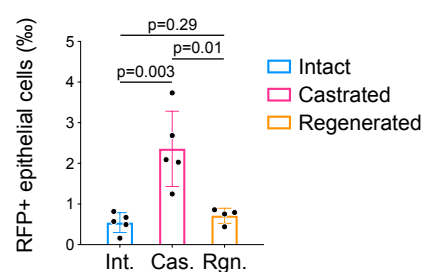 RFP+ epithelial cells (‰)
5
4
3
2
1
0
p=0.29
p=0.01
p=0.003
Int. Cas. Rgn.
Intact
Castrated
Regenerated